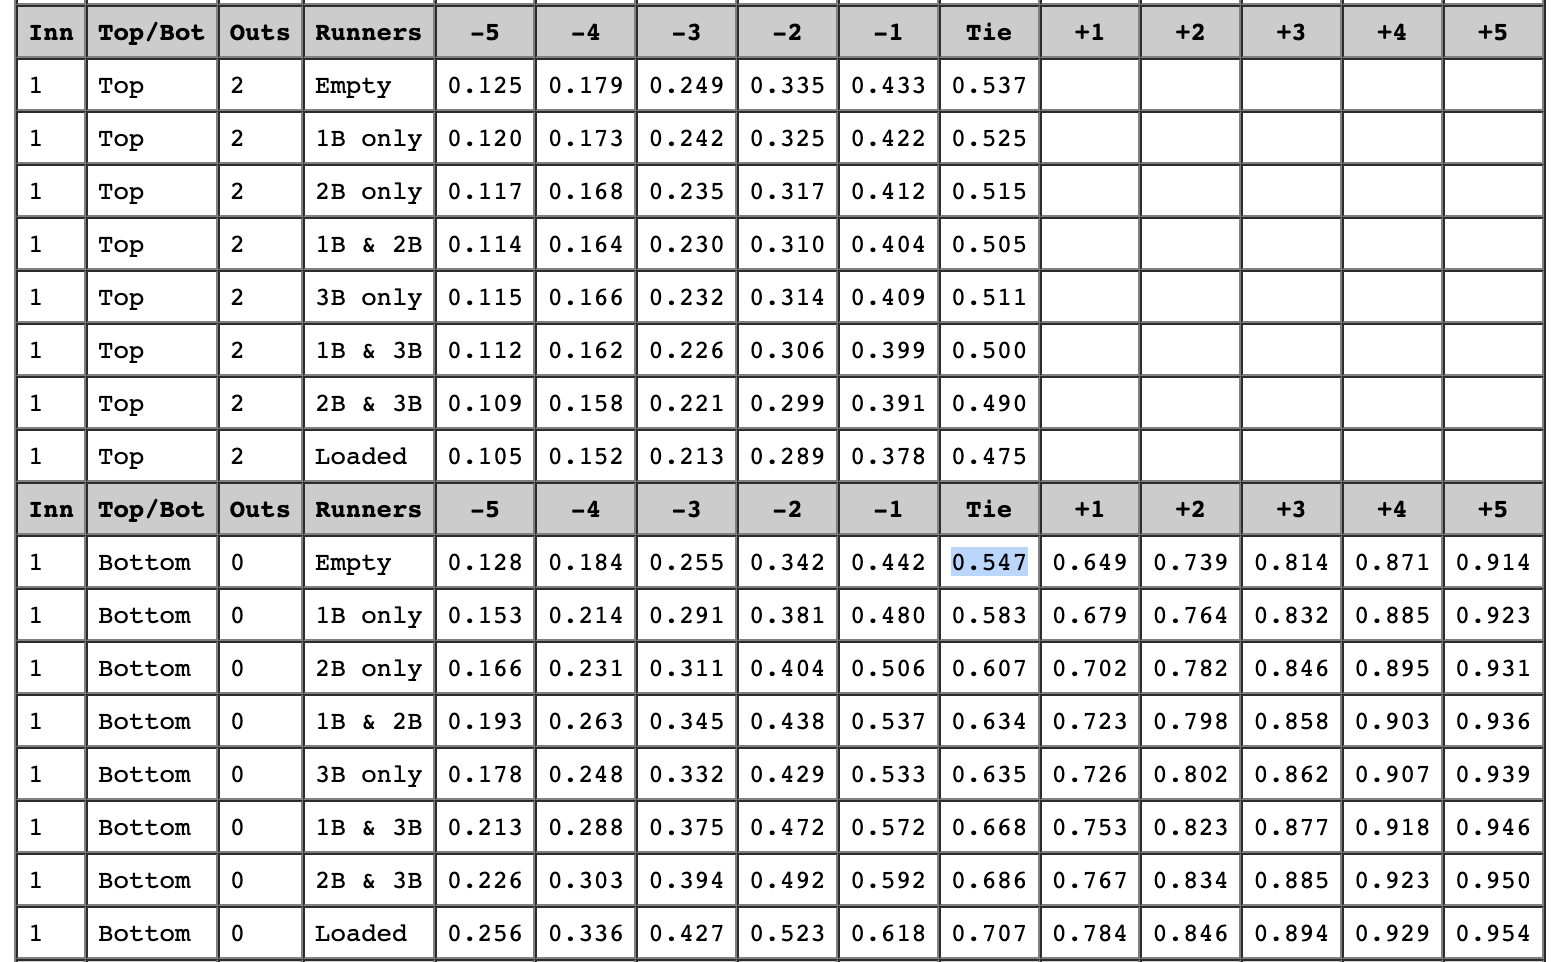 Inn Top/Bot Outs Runners -5 -4 -3 -2 -1 Tie +1 +2 +3 +4 +5
1 Top 2 Empty 0.125 0.179 0.249 0.335 0.433 0.537
1 Top 2 1B only 0.120 0.173 0.242 0.325 0.422 0.525
1 Top 2 2B only 0.117 0.168 0.235 0.317 0.412 0.515
1 Top 2 1B & 2B 0.114 0.164 0.230 0.310 0.404 0.505
1 Top 2 3B only 0.115 0.166 0.232 0.314 0.409 0.511
1 Top 2 1B & 3B 0.112 0.162 0.226 0.306 0.399 0.500
1 Top 2 2B & 3B 0.109 0.158 0.221 0.299 0.391 0.490
1 Top 2 Loaded 0.105 0.152 0.213 0.289 0.378 0.475
Inn Top/Bot Outs Runners -5 -4 -3 -2 -1 Tie +1 +2 +3 +4 +5
1 Bottom 0 Empty 0.128 0.184 0.255 0.342 0.442 0.547 0.649 0.739 0.814 0.871 0.914
1 Bottom 0 1B only 0.153 0.214 0.291 0.381 0.480 0.583 0.679 0.764 0.832 0.885 0.923
1 Bottom 0 2B only 0.166 0.231 0.311 0.404 0.506 0.607 0.702 0.782 0.846 0.895 0.931
1 Bottom 0 1B & 2B 0.193 0.263 0.345 0.438 0.537 0.634 0.723 0.798 0.858 0.903 0.936
1 Bottom 0 3B only 0.178 0.248 0.332 0.429 0.533 0.635 0.726 0.802 0.862 0.907 0.939
1 Bottom 0 1B & 3B 0.213 0.288 0.375 0.472 0.572 0.668 0.753 0.823 0.877 0.918 0.946
1 Bottom 0 2B & 3B 0.226 0.303 0.394 0.492 0.592 0.686 0.767 0.834 0.885 0.923 0.950
1 Bottom 0 Loaded 0.256 0.336 0.427 0.523 0.618 0.707 0.784 0.846 0.894 0.929 0.954